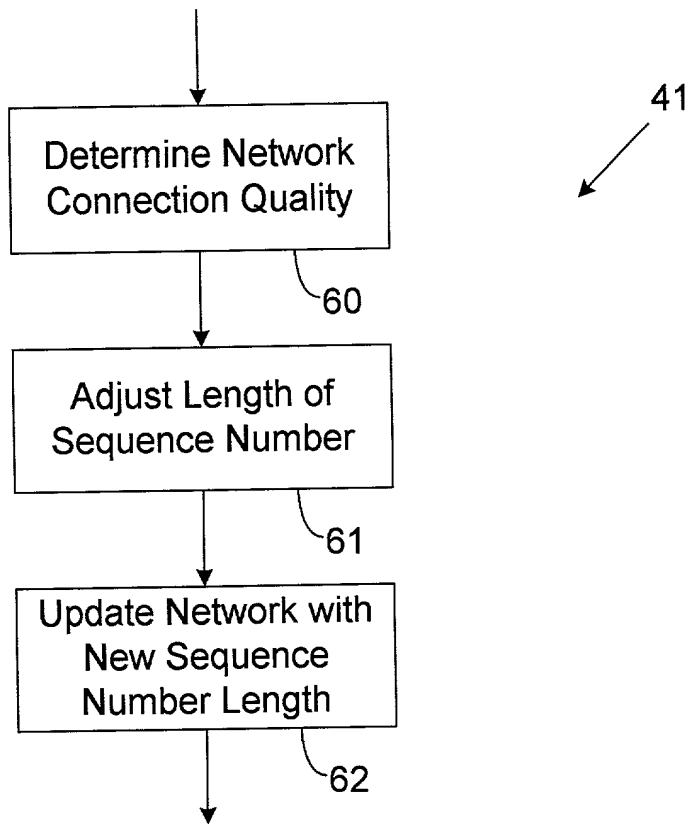 41
Determine Network
Connection Quality
60
Adjust Length of
Sequence Number
61
Update Network with
New Sequence
Number Length
62